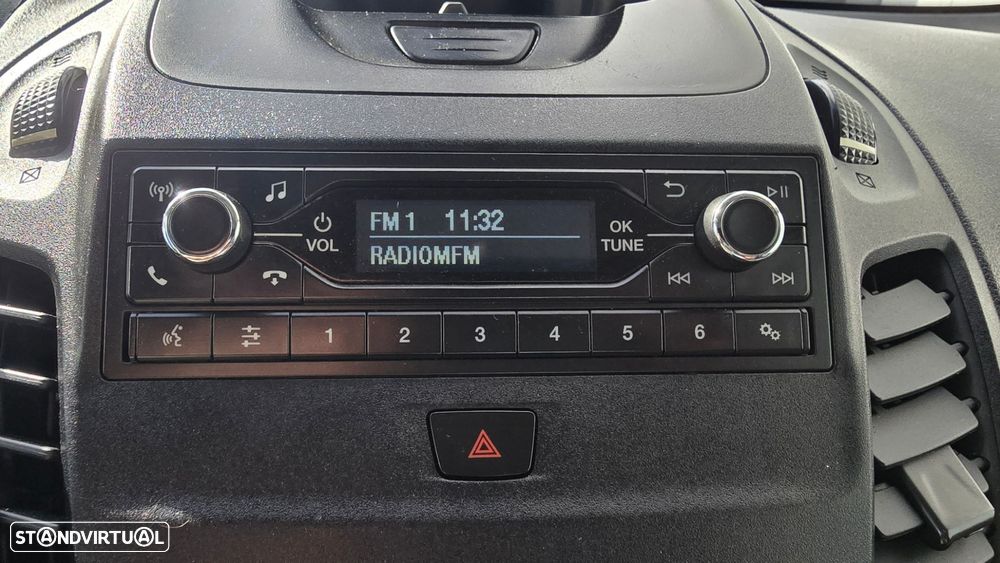 FM 1 11:32
RADIOMFM
VOL
OK
TUNE
1 2 3 4 5 6
STANDVIRTUAL